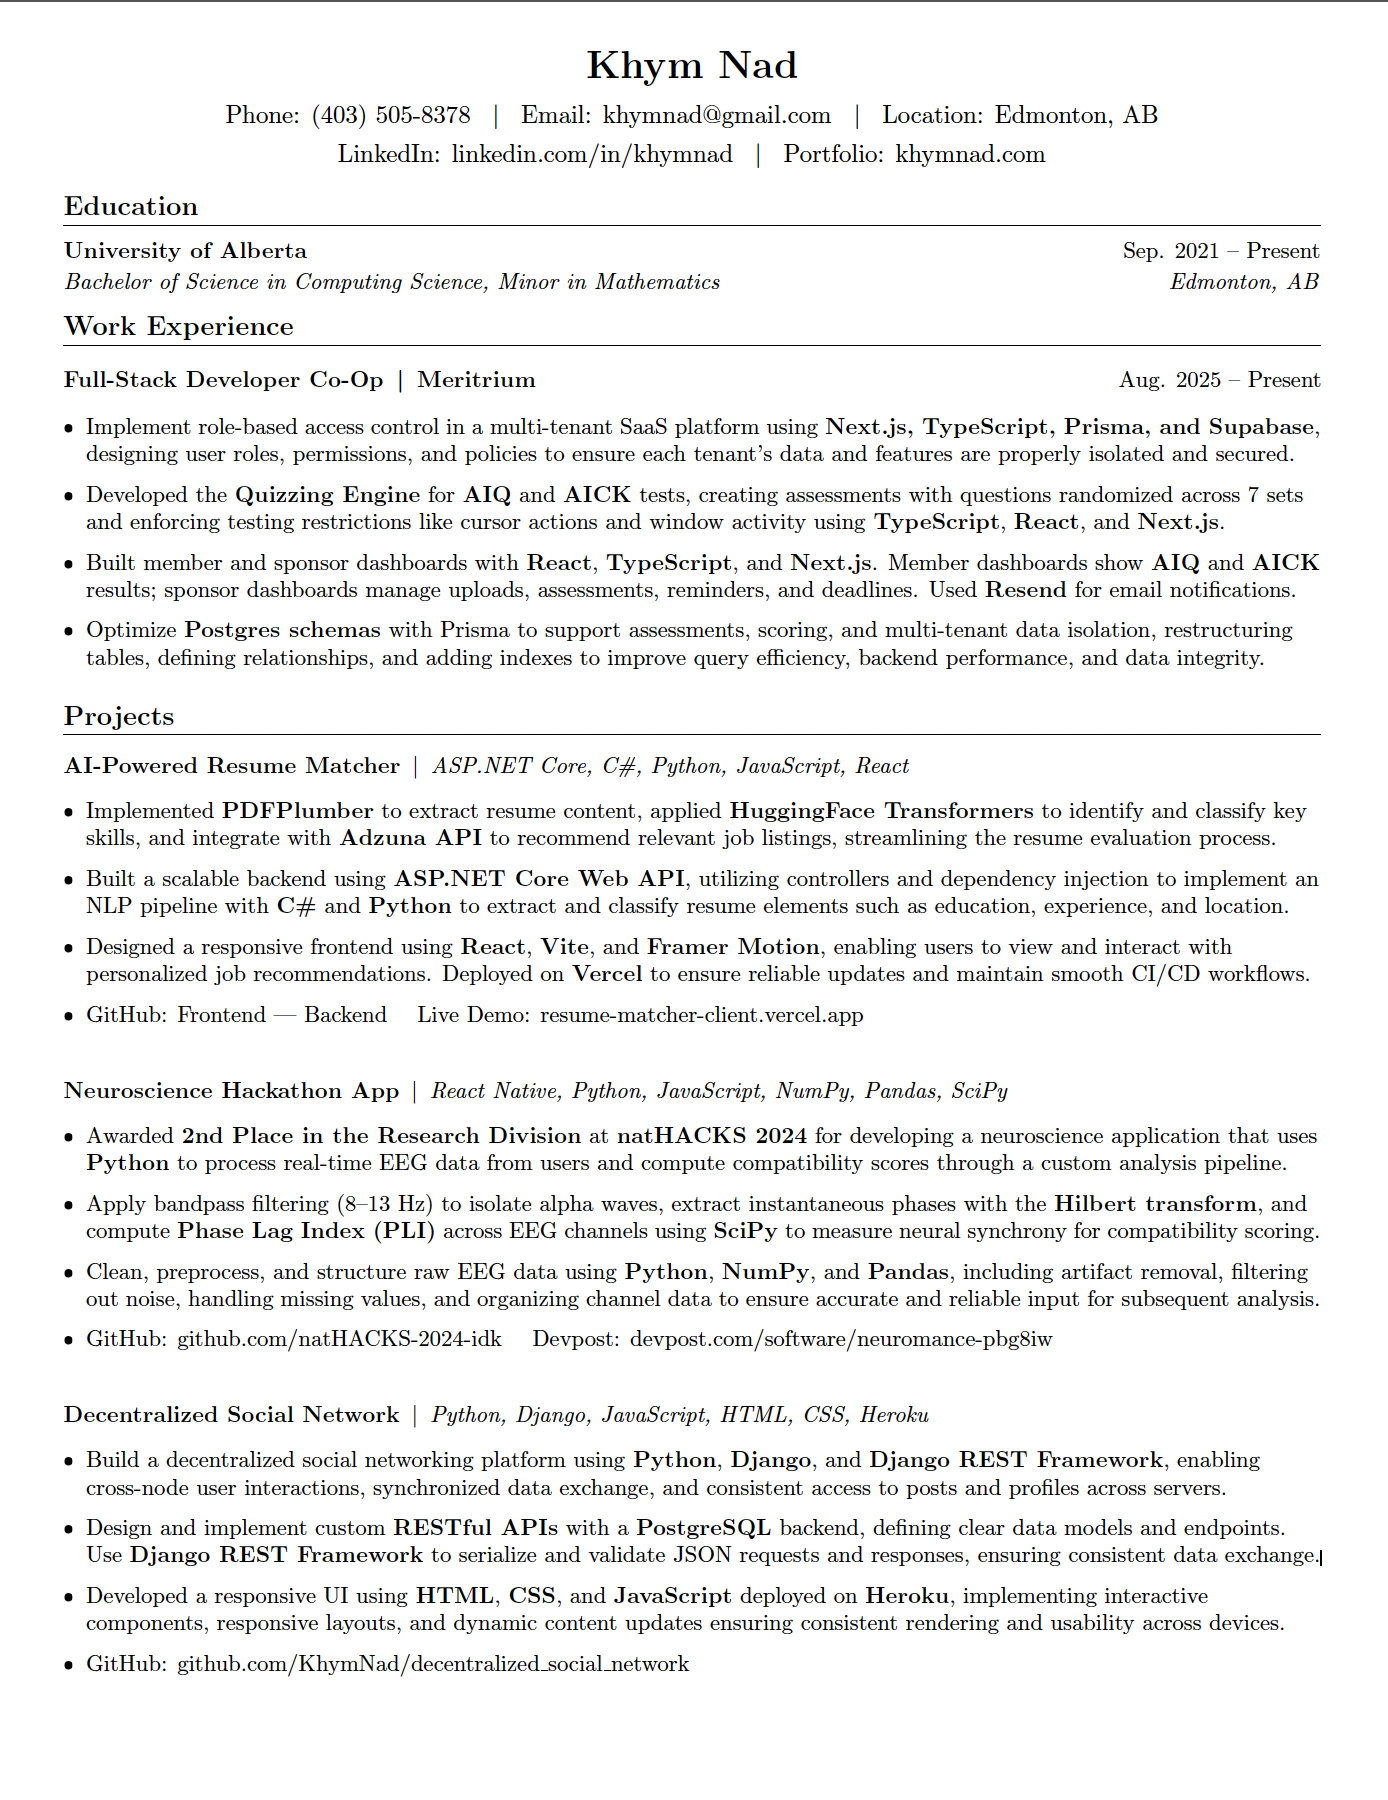 Khym Nad
Phone: (403) 505-8378 | Email: khymnad@gmail.com | Location: Edmonton, AB
LinkedIn: linkedin.com/in/khymnad | Portfolio: khymnad.com
Education
University of Alberta Sep. 2021 – Present
Bachelor of Science in Computing Science, Minor in Mathematics Edmonton, AB
Work Experience
Full-Stack Developer Co-Op | Meritrium Aug. 2025 – Present
• Implement role-based access control in a multi-tenant SaaS platform using Next.js, TypeScript, Prisma, and Supabase,
designing user roles, permissions, and policies to ensure each tenant's data and features are properly isolated and secured.
• Developed the Quizzing Engine for AIQ and AICK tests, creating assessments with questions randomized across 7 sets
and enforcing testing restrictions like cursor actions and window activity using TypeScript, React, and Next.js.
• Built member and sponsor dashboards with React, TypeScript, and Next.js. Member dashboards show AIQ and AICK
results; sponsor dashboards manage uploads, assessments, reminders, and deadlines. Used Resend for email notifications.
• Optimize Postgres schemas with Prisma to support assessments, scoring, and multi-tenant data isolation, restructuring
tables, defining relationships, and adding indexes to improve query efficiency, backend performance, and data integrity.
Projects
AI-Powered Resume Matcher | ASP.NET Core, C#, Python, JavaScript, React
• Implemented PDFPlumber to extract resume content, applied HuggingFace Transformers to identify and classify key
skills, and integrate with Adzuna API to recommend relevant job listings, streamlining the resume evaluation process.
• Built a scalable backend using ASP.NET Core Web API, utilizing controllers and dependency injection to implement an
NLP pipeline with C# and Python to extract and classify resume elements such as education, experience, and location.
• Designed a responsive frontend using React, Vite, and Framer Motion, enabling users to view and interact with
personalized job recommendations. Deployed on Vercel to ensure reliable updates and maintain smooth CI/CD workflows.
• GitHub: Frontend — Backend Live Demo: resume-matcher-client.vercel.app
Neuroscience Hackathon App | React Native, Python, JavaScript, NumPy, Pandas, SciPy
• Awarded 2nd Place in the Research Division at natHACKS 2024 for developing a neuroscience application that uses
Python to process real-time EEG data from users and compute compatibility scores through a custom analysis pipeline.
• Apply bandpass filtering (8–13 Hz) to isolate alpha waves, extract instantaneous phases with the Hilbert transform, and
compute Phase Lag Index (PLI) across EEG channels using SciPy to measure neural synchrony for compatibility scoring.
• Clean, preprocess, and structure raw EEG data using Python, NumPy, and Pandas, including artifact removal, filtering
out noise, handling missing values, and organizing channel data to ensure accurate and reliable input for subsequent analysis.
• GitHub: github.com/natHACKS-2024-idk Devpost: devpost.com/software/neuromance-pbg8iw
Decentralized Social Network | Python, Django, JavaScript, HTML, CSS, Heroku
• Build a decentralized social networking platform using Python, Django, and Django REST Framework, enabling
cross-node user interactions, synchronized data exchange, and consistent access to posts and profiles across servers.
• Design and implement custom RESTful APIs with a PostgreSQL backend, defining clear data models and endpoints.
Use Django REST Framework to serialize and validate JSON requests and responses, ensuring consistent data exchange.
• Developed a responsive UI using HTML, CSS, and JavaScript deployed on Heroku, implementing interactive
components, responsive layouts, and dynamic content updates ensuring consistent rendering and usability across devices.
• GitHub: github.com/KhymNad/decentralized_social_network